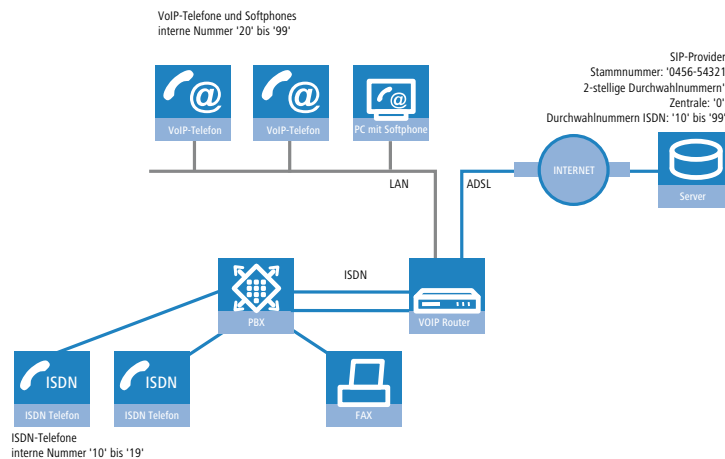 VoIP-Telefone und Softphones
interne Nummer '20' bis '99'
SIP-Provider
Stammnummer: '0456-54321
2-stellige Durchwahlnummern'
Zentrale: '0'
Durchwahlnummern ISDN: '10' bis '99'
@
@
@
VoIP-Telefon
VoIP-Telefon
PC mit Softphone
INTERNET
Server
LAN
ADSL
ISDN
PBX
VOIP Router
ISDN
ISDN
ISDN Telefon
ISDN Telefon
FAX
ISDN-Telefone
interne Nummer '10' bis '19'